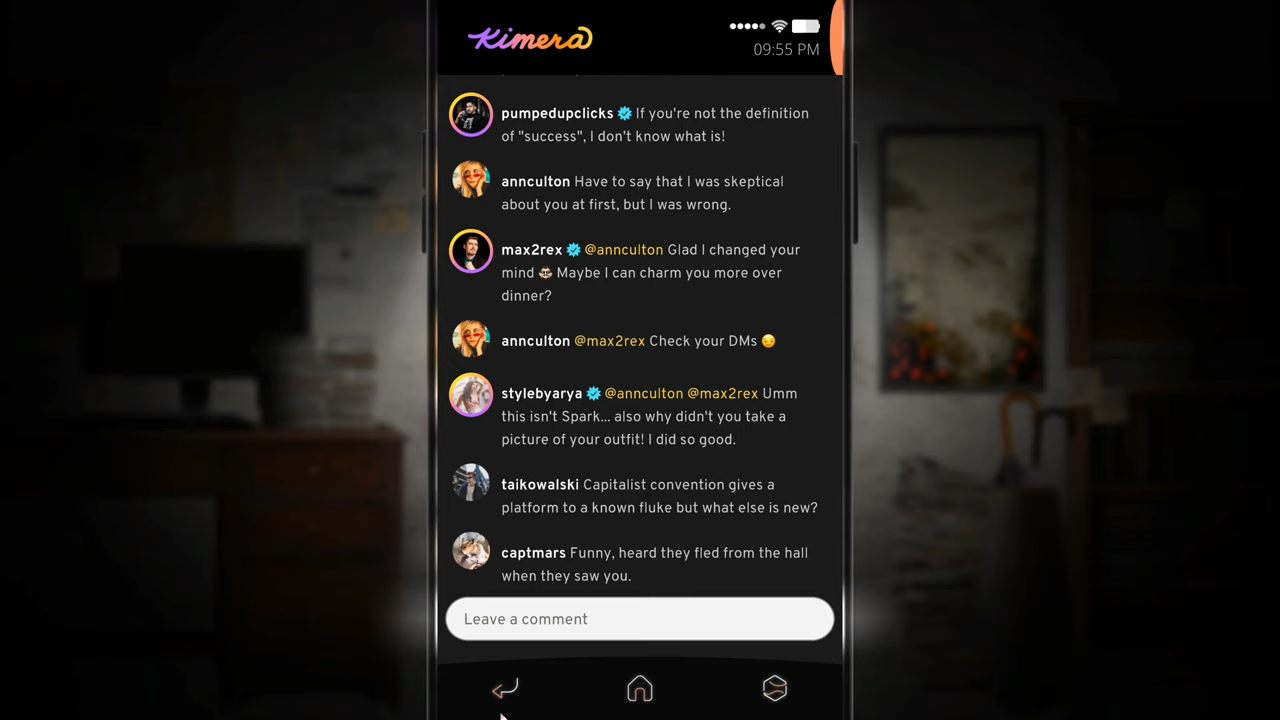 Kimera
09:55 PM
pumpedupclicks If you're not the definition
of "success", I don't know what is!
annculton Have to say that I was skeptical
about you at first, but I was wrong.
max2rex @annculton Glad I changed your
mind Maybe I can charm you more over
dinner?
annculton @max2rex Check your DMs 😏
stylebyarya @annculton @max2rex Umm
this isn't Spark... also why didn't you take a
picture of your outfit! I did so good.
taikowalski Capitalist convention gives a
platform to a known fluke but what else is new?
captmars Funny, heard they fled from the hall
when they saw you.
Leave a comment